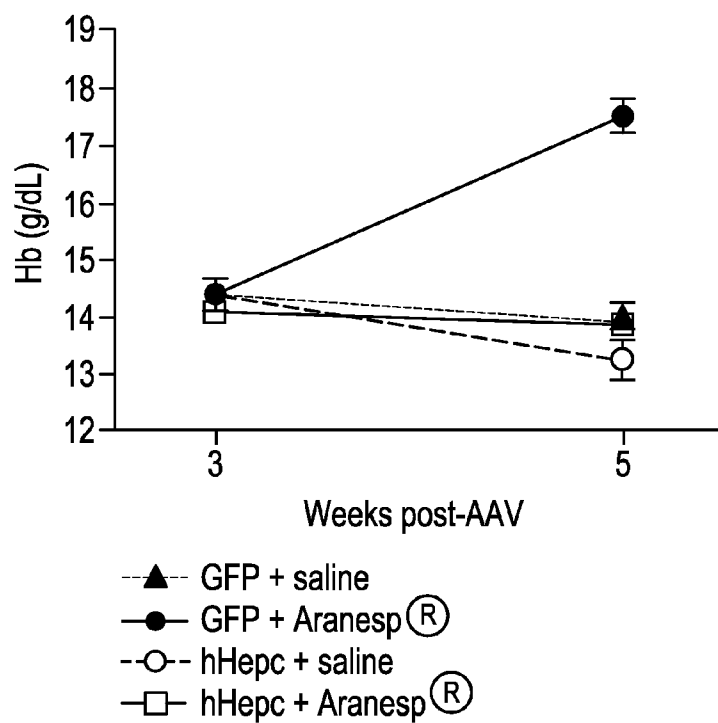 19
18
17
16
15
14
13
12
Hb (g/dL)
3 5
Weeks post-AAV
GFP + saline
GFP + Aranesp®
hHepc + saline
hHepc + Aranesp®